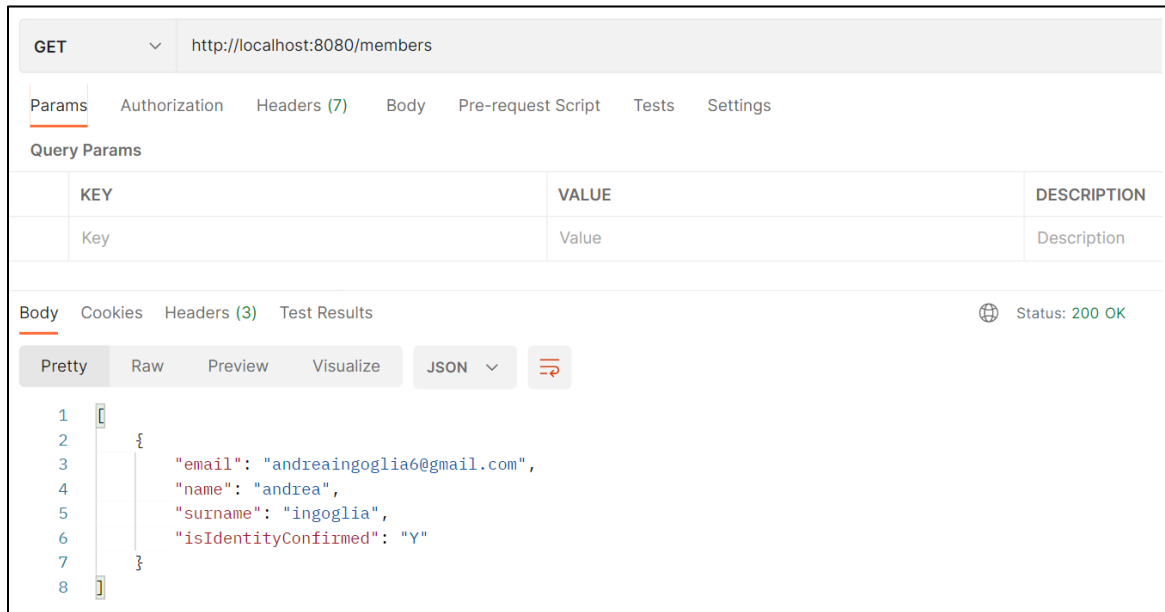 GET http://localhost:8080/members
Params Authorization Headers (7) Body Pre-request Script Tests Settings
Query Params
KEY VALUE DESCRIPTION
Key Value Description
Body Cookies Headers (3) Test Results Status: 200 OK
Pretty Raw Preview Visualize JSON
1 [
2 {
3 "email": "andreaingoglia6@gmail.com",
4 "name": "andrea",
5 "surname": "ingoglia",
6 "isIdentityConfirmed": "Y"
7 }
8 ]